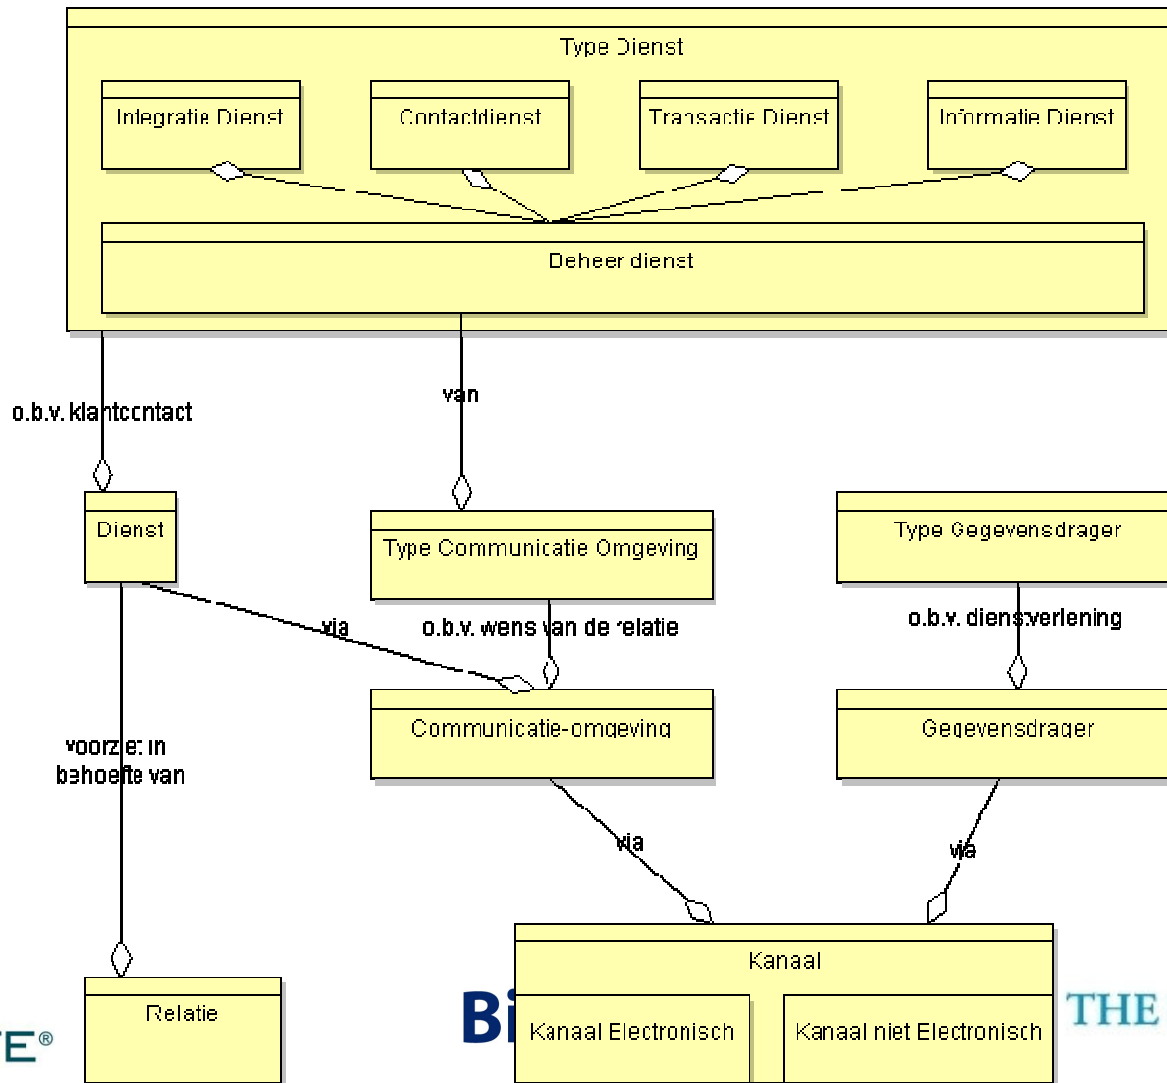 Type Dienst
Integratie Dienst
Contactdienst
Transactie Dienst
Informatie Dienst
Beheer dienst
o.b.v. klantcontact
van
Dienst
Type Communicatie Omgeving
Type Gegevensdrager
via
o.b.v. wens van de relatie
o.b.v. dienstverlening
Communicatie-omgeving
Gegevensdrager
voorziet in
behoefte van
via
via
Kanaal
Relatie
Kanaal Electronisch
Kanaal niet Electronisch
Bi
THE
E®